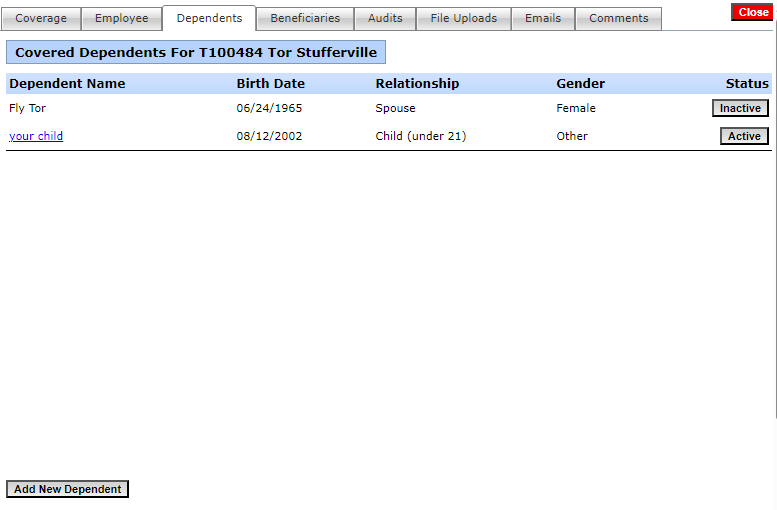 Coverage Employee Dependents Beneficiaries Audits File Uploads Emails Comments Close
Covered Dependents For T100484 Tor Stufferville
Dependent Name Birth Date Relationship Gender Status
Fly Tor 06/24/1965 Spouse Female Inactive
your child 08/12/2002 Child (under 21) Other Active
Add New Dependent